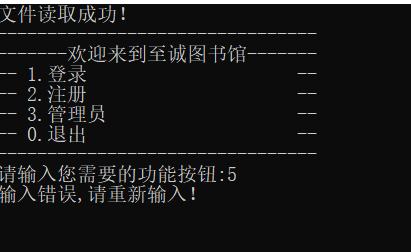 文件读取成功!
--------------------------------
-------欢迎来到至诚图书馆-------
-- 1.登录                     --
-- 2.注册                     --
-- 3.管理员                   --
-- 0.退出                     --
--------------------------------
请输入您需要的功能按钮:5
输入错误,请重新输入!